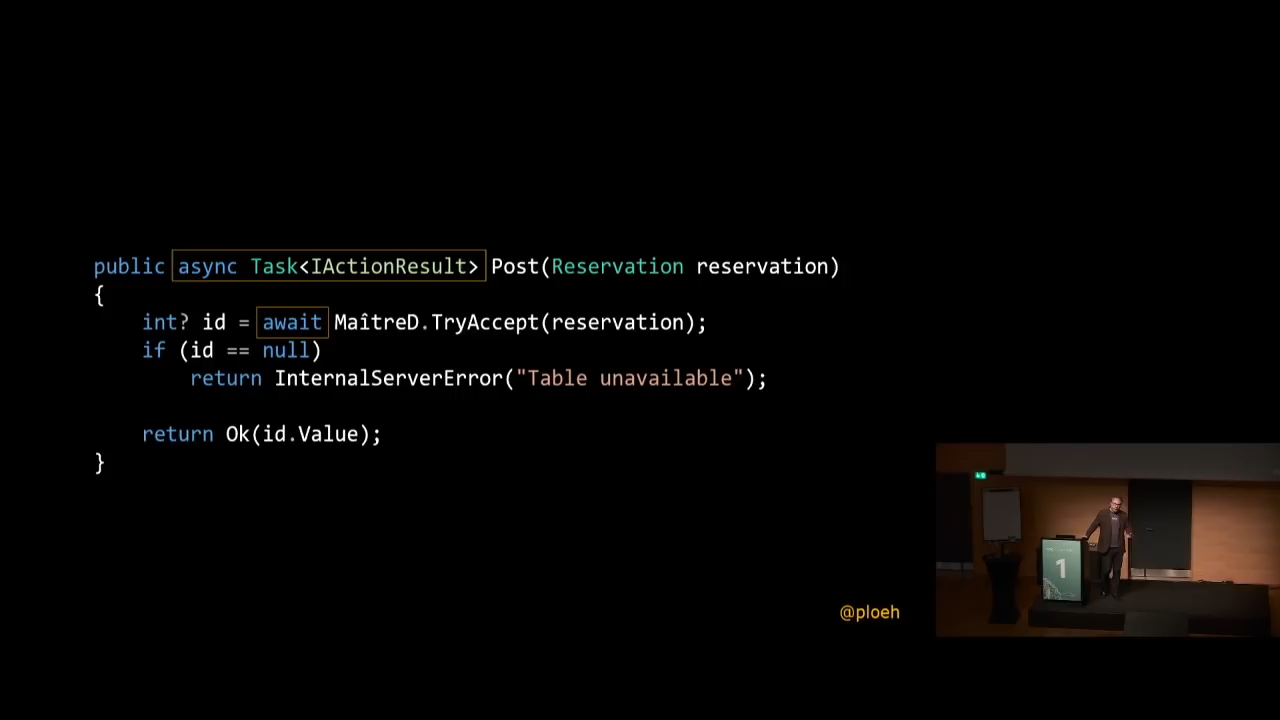 public async Task<IActionResult> Post(Reservation reservation)
{
    int? id = await MaîtreD.TryAccept(reservation);
    if (id == null)
        return InternalServerError("Table unavailable");
    return Ok(id.Value);
}
1
@ploeh